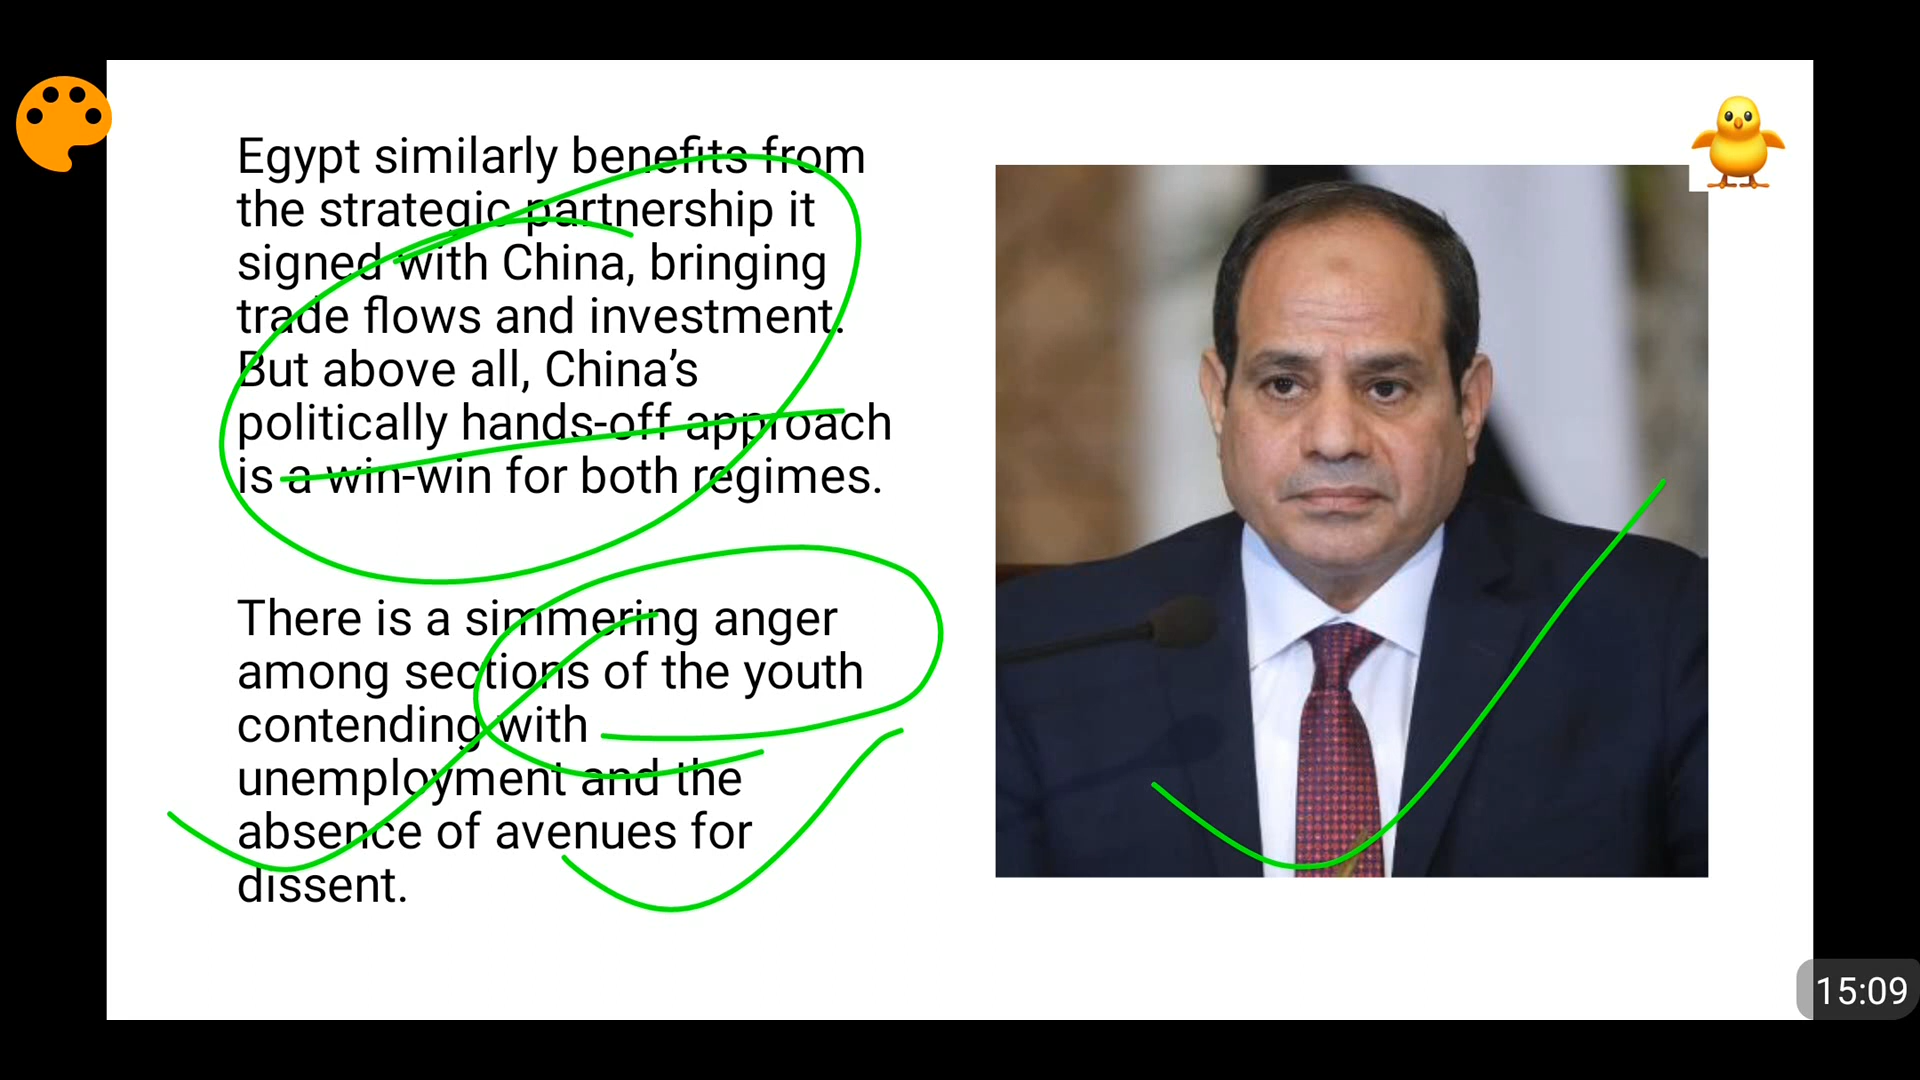 Egypt similarly benefits from
the strategic partnership it
signed with China, bringing
trade flows and investment.
But above all, China’s
politically hands-off approach
is a win-win for both regimes.
There is a simmering anger
among sections of the youth
contending with
unemployment and the
absence of avenues for
dissent.
15:09